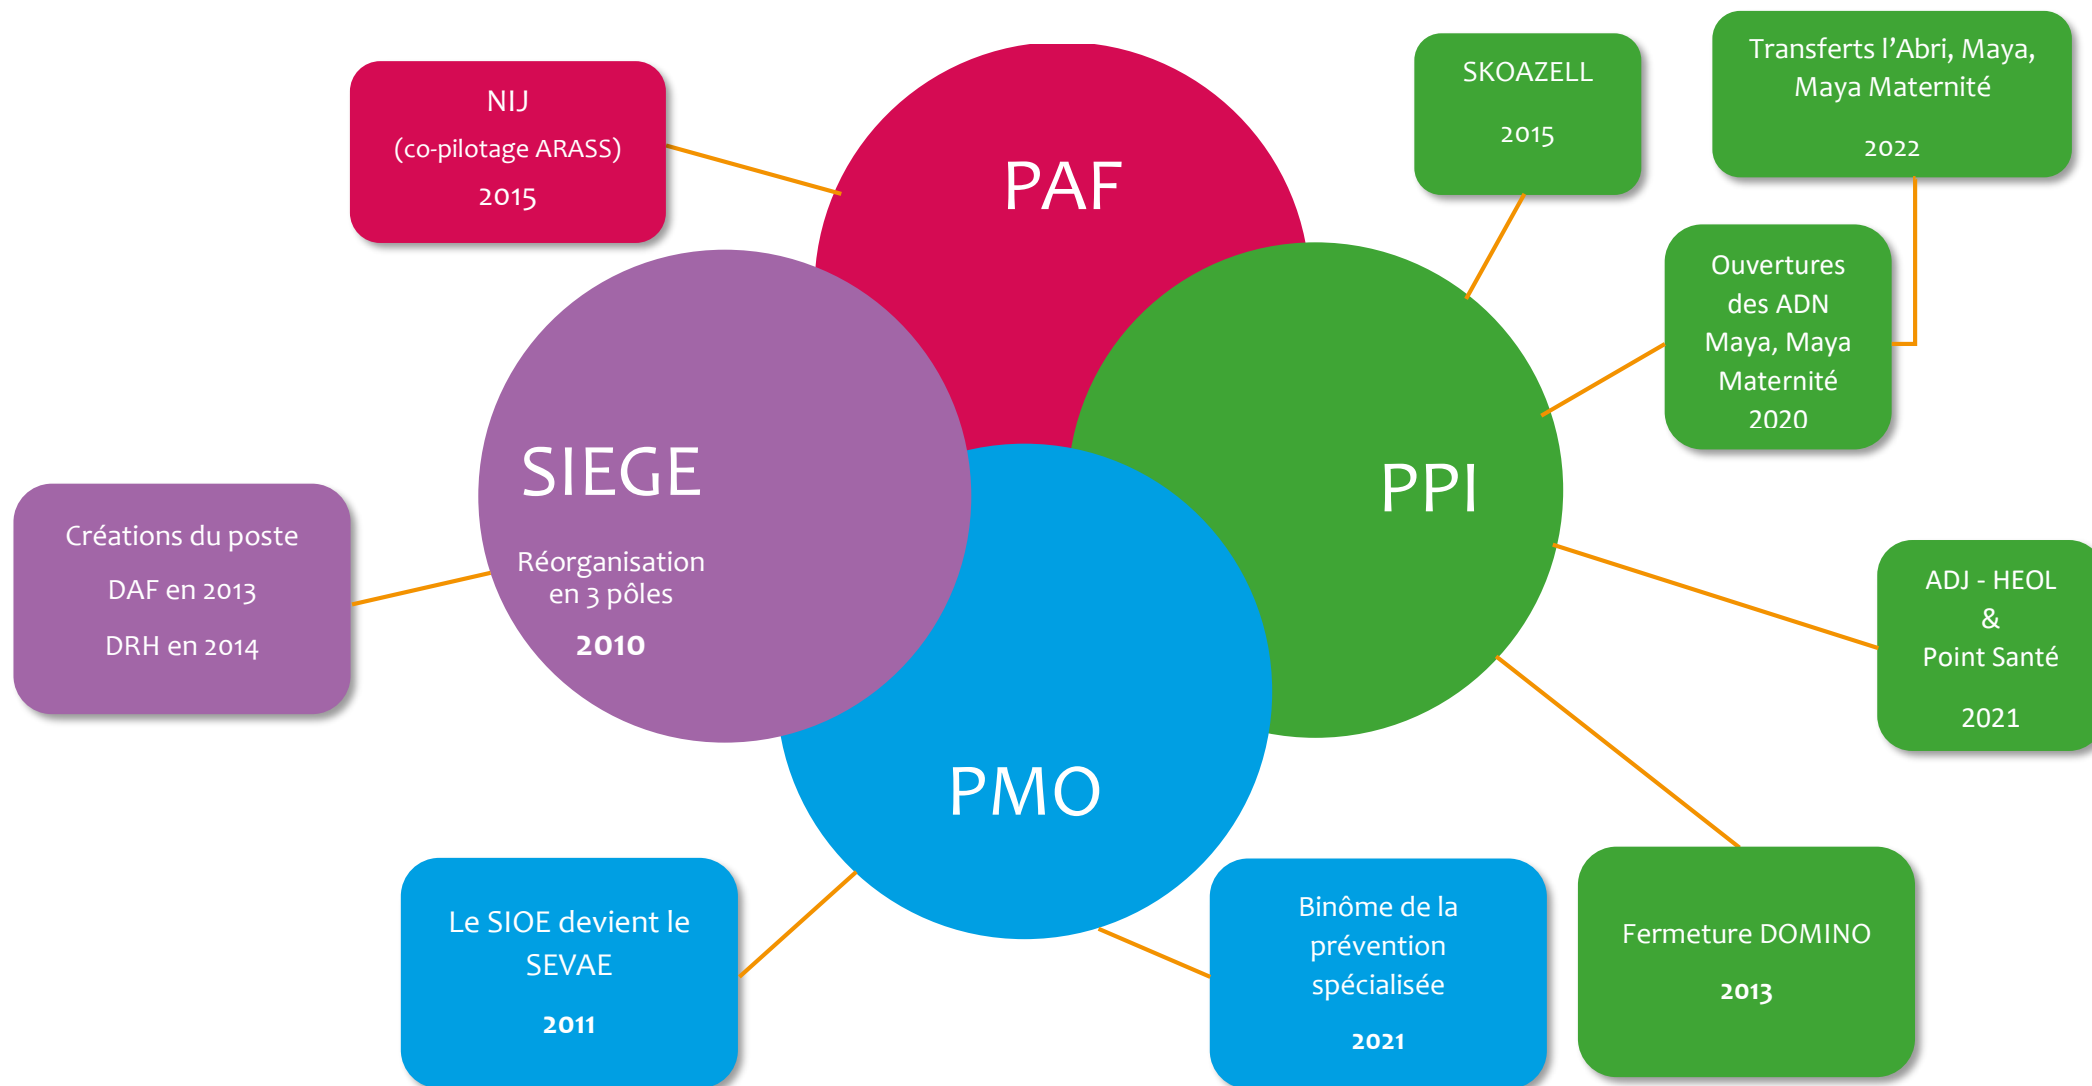 NIJ
(co-pilotage ARASS)
2015
PAF
SKOAZELL
2015
Transferts l’Abri, Maya,
Maya Maternité
2022
Ouvertures
des ADN
Maya, Maya
Maternité
2020
SIEGE
Réorganisation
en 3 pôles
2010
PPI
Créations du poste
DAF en 2013
DRH en 2014
ADJ - HEOL
&
Point Santé
2021
PMO
Le SIOE devient le
SEVAE
2011
Binôme de la
prévention
spécialisée
2021
Fermeture DOMINO
2013